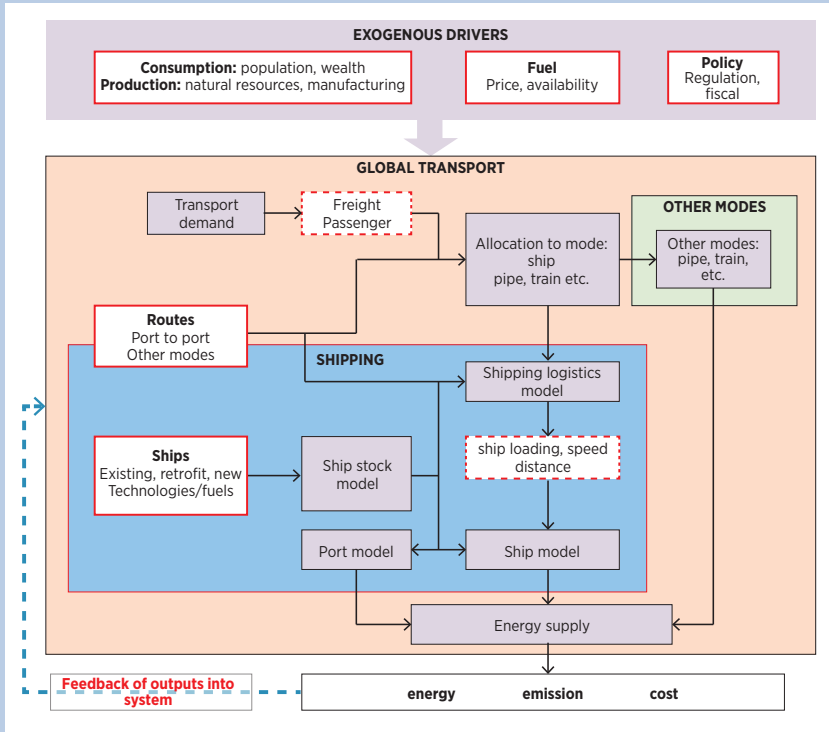 EXOGENOUS DRIVERS
Consumption: population, wealth
Production: natural resources, manufacturing
Fuel
Price, availability
Policy
Regulation,
fiscal
GLOBAL TRANSPORT
Transport
demand
Freight
Passenger
Allocation to mode:
ship
pipe, train etc.
OTHER MODES
Other modes:
pipe, train,
etc.
Routes
Port to port
Other modes
SHIPPING
Shipping logistics
model
Ships
Existing, retrofit, new
Technologies/fuels
Ship stock
model
ship loading, speed
distance
Port model
Ship model
Energy supply
Feedback of outputs into
system
energy emission cost